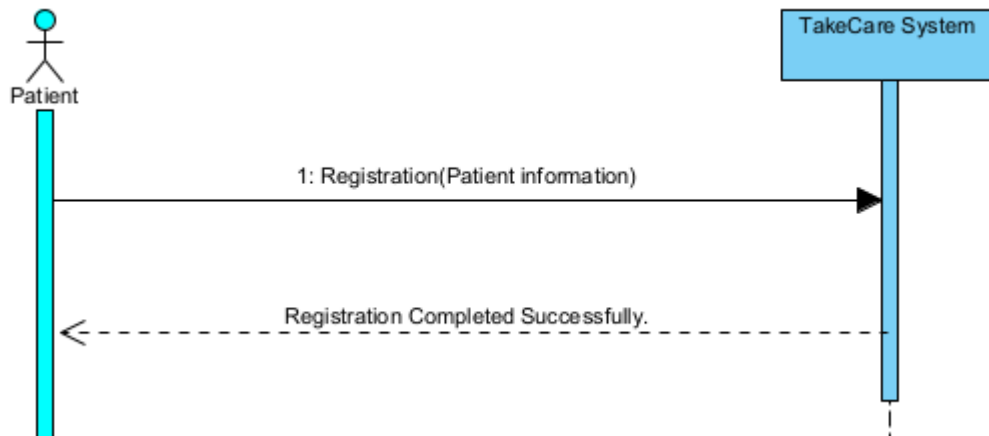 TakeCare System
Patient
1: Registration(Patient information)
Registration Completed Successfully.